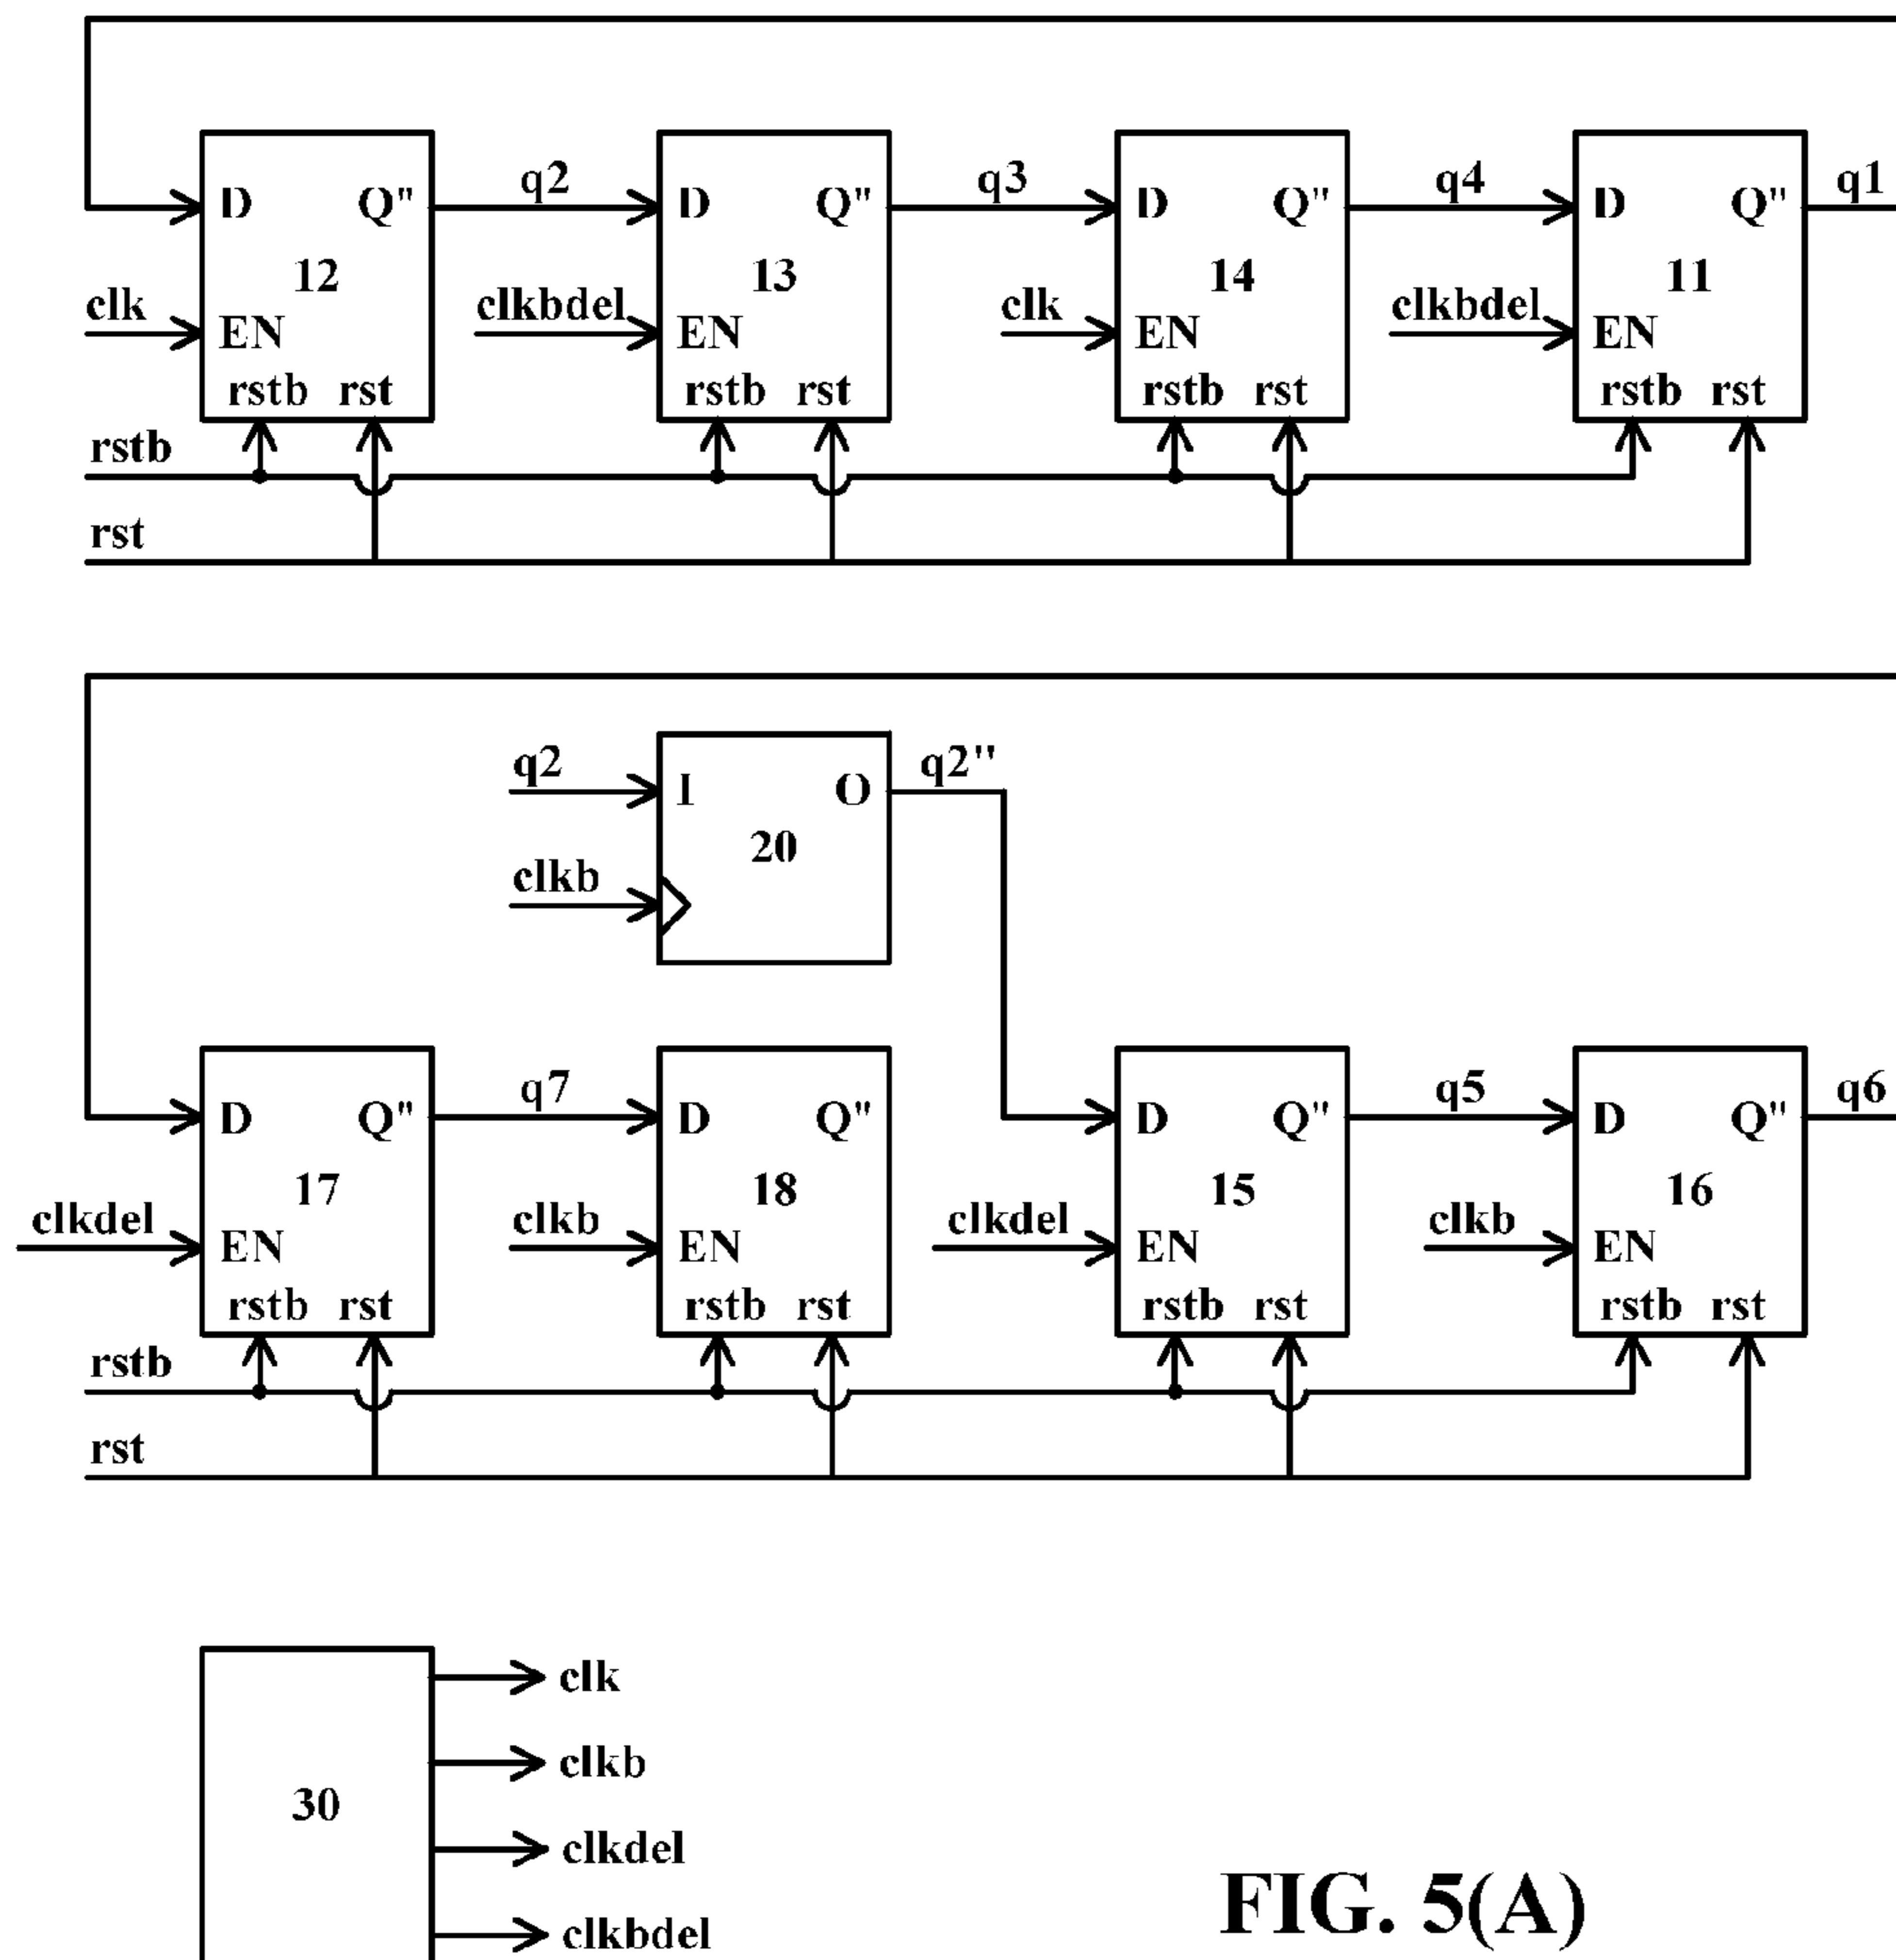 q2 q3 q4 q1
D Q" D Q" D Q" D Q"
12 13 14 11
clk clkbdel clk clkbdel
EN EN EN EN
rstb rst rstb rst rstb rst rstb rst
rstb
rst
q2 I O q2"
20
clkb
q7 q5 q6
D Q" D Q" D Q" D Q"
17 18 15 16
clkdel clkb clkdel clkb
EN EN EN EN
rstb rst rstb rst rstb rst rstb rst
rstb
rst
clk
clkb
30
clkdel
clkbdel
FIG. 5(A)